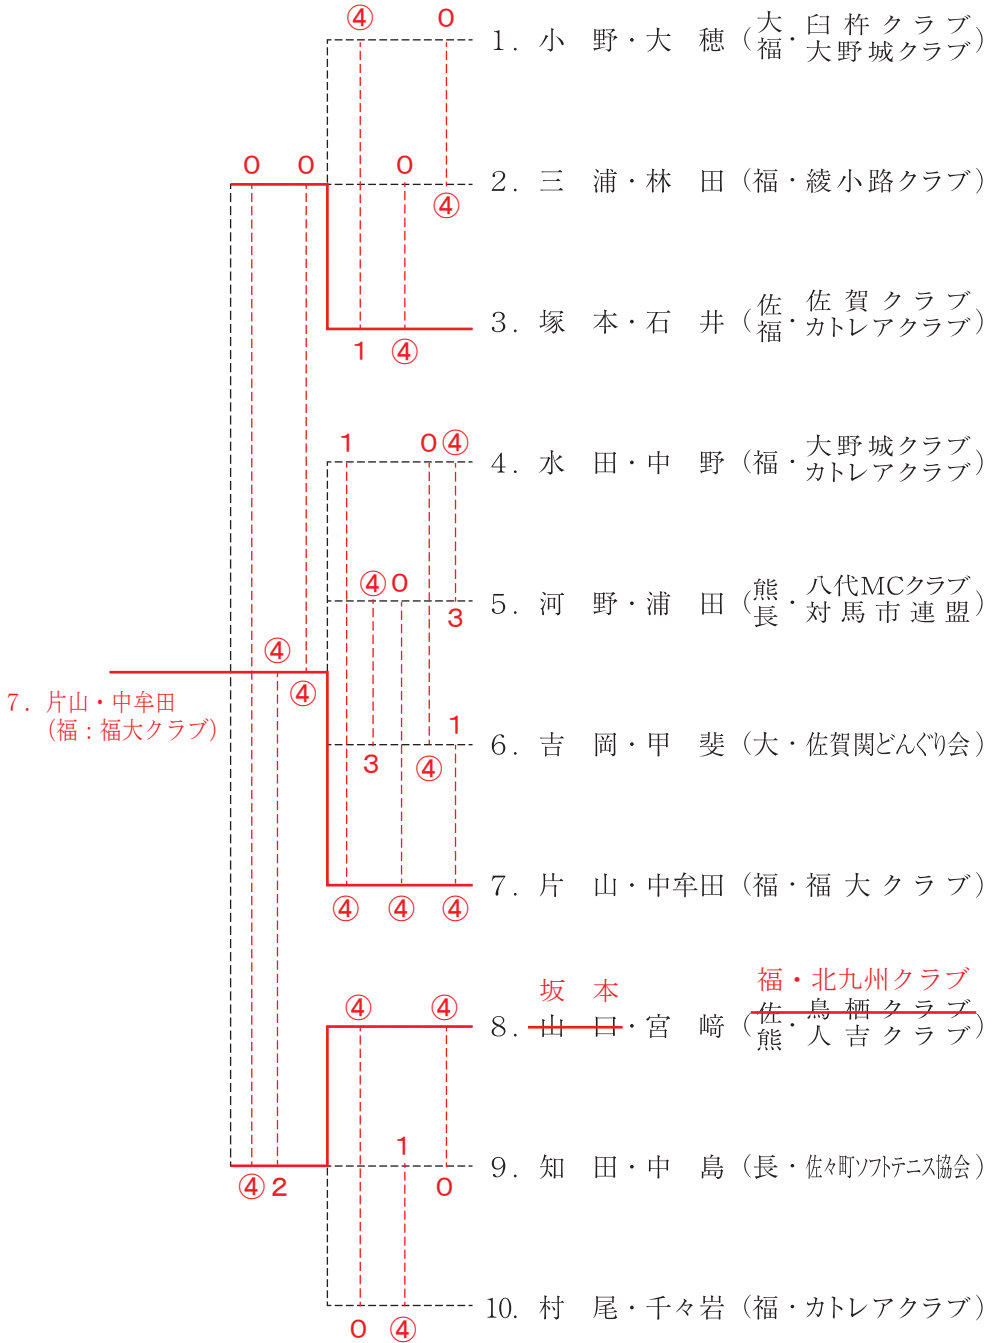 ④ 0
1. 小 野・大 穂 (大福・臼杵クラブ 大野城クラブ)
0 0 0
2. 三 浦・林 田 (福・綾小路クラブ)
④
3. 塚 本・石 井 (佐福・佐賀クラブ カトレアクラブ)
1 ④
1 0 ④
4. 水 田・中 野 (福・大野城クラブ カトレアクラブ)
④ 0
5. 河 野・浦 田 (熊長・八代MCクラブ 対馬市連盟)
3
④
④
7. 片山・中牟田
(福:福大クラブ)
1
6. 吉 岡・甲 斐 (大・佐賀関どんぐり会)
3 ④
7. 片 山・中牟田 (福・福大クラブ)
④ ④ ④
坂 本 福・北九州クラブ
④ ④
8. 山 口・宮 﨑 (佐熊・鳥栖クラブ 人吉クラブ)
1
9. 知 田・中 島 (長・佐々町ソフトテニス協会)
④ 2 0
10. 村 尾・千々岩 (福・カトレアクラブ)
0 ④